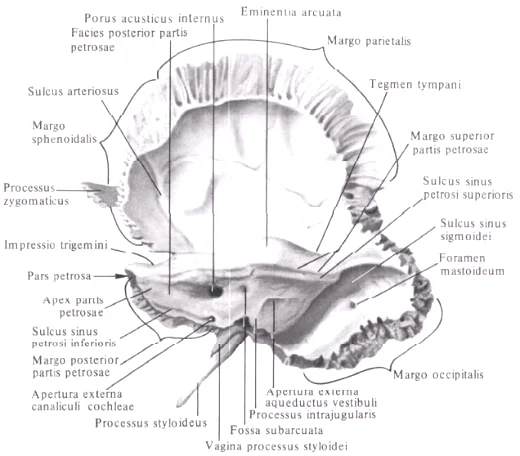 Porus acusticus internus
Eminentia arcuata
Facies posterior partis
petrosae
Margo parietalis
Sulcus arteriosus
Tegmen tympani
Margo
sphenoidalis
Margo superior
partis petrosae
Processus
zygomaticus
Sulcus sinus
petrosi superioris
Sulcus sinus
sigmoidei
Impressio trigemini
Foramen
mastoideum
Pars petrosa
Apex partis
petrosae
Sulcus sinus
petrosi inferioris
Margo posterior
partis petrosae
Margo occipitalis
Apertura externa
canaliculi cochleae
Apertura externa
aqueductus vestibuli
Processus intrajugularis
Processus styloideus
Fossa subarcuata
Vagina processus styloidei